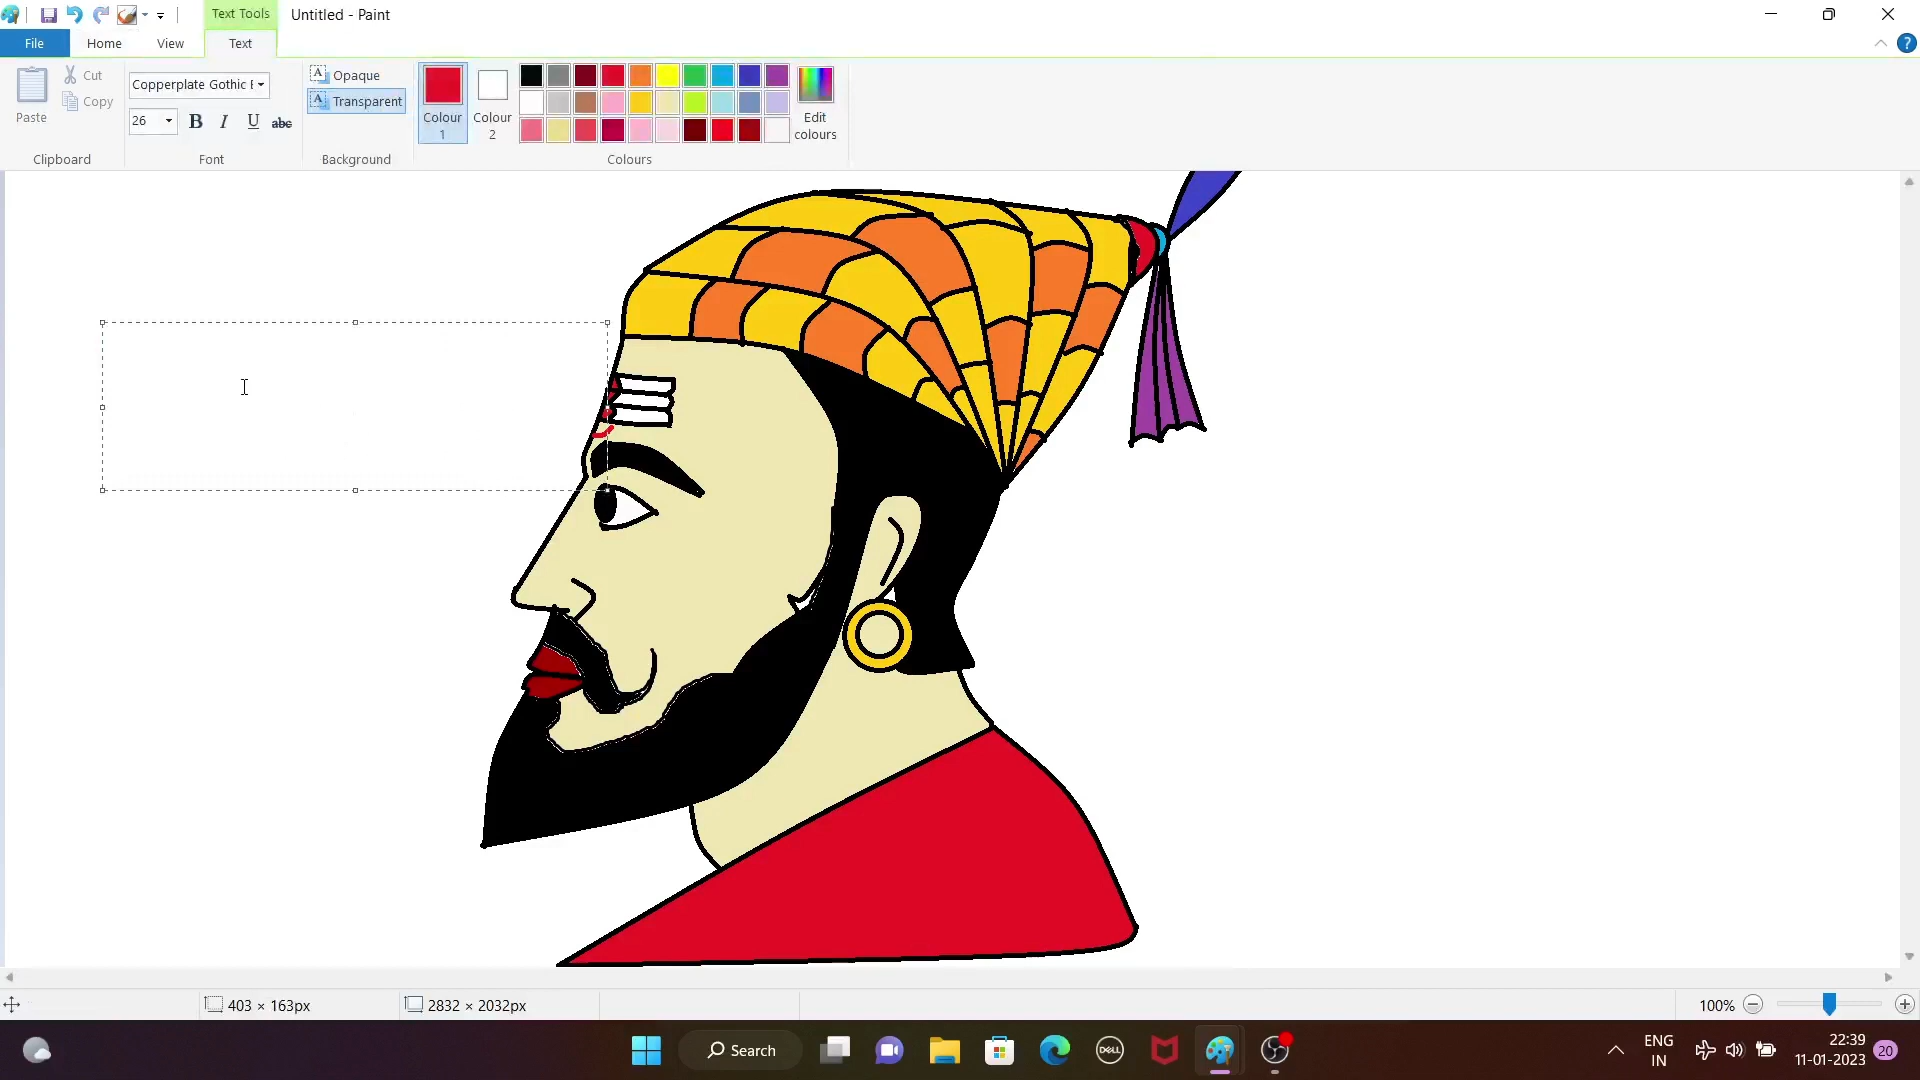 Text Tools
Untitled - Paint
File
Home
View
Text
Paste
Cut
Copy
Clipboard
Copperplate Gothic
26
B I U abc
Font
Opaque
Transparent
Background
Colour
1
Colour
2
Edit
colours
Colours
403 × 163px
2832 × 2032px
100%
Search
DELL
ENG
IN
22:39
11-01-2023
20